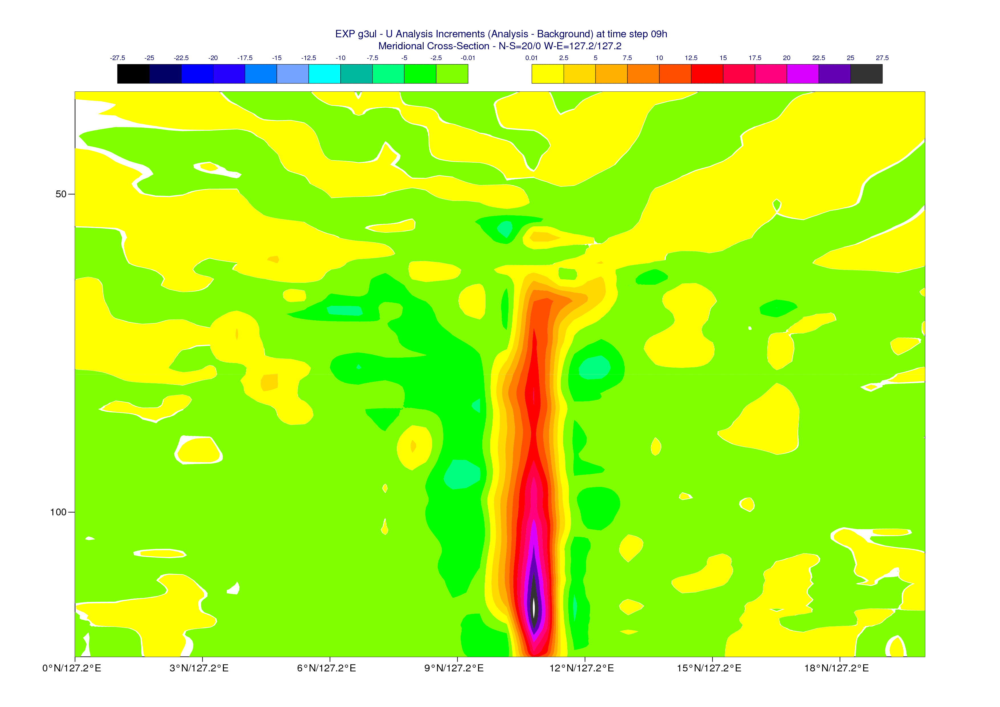 EXP g3ul - U Analysis Increments (Analysis - Background) at time step 09h
Meridional Cross-Section - N-S=20/0 W-E=127.2/127.2
-27.5 -25 -22.5 -20 -17.5 -15 -12.5 -10 -7.5 -5 -2.5 -0.01 0.01 2.5 5 7.5 10 12.5 15 17.5 20 22.5 25 27.5
50
100
0°N/127.2°E 3°N/127.2°E 6°N/127.2°E 9°N/127.2°E 12°N/127.2°E 15°N/127.2°E 18°N/127.2°E